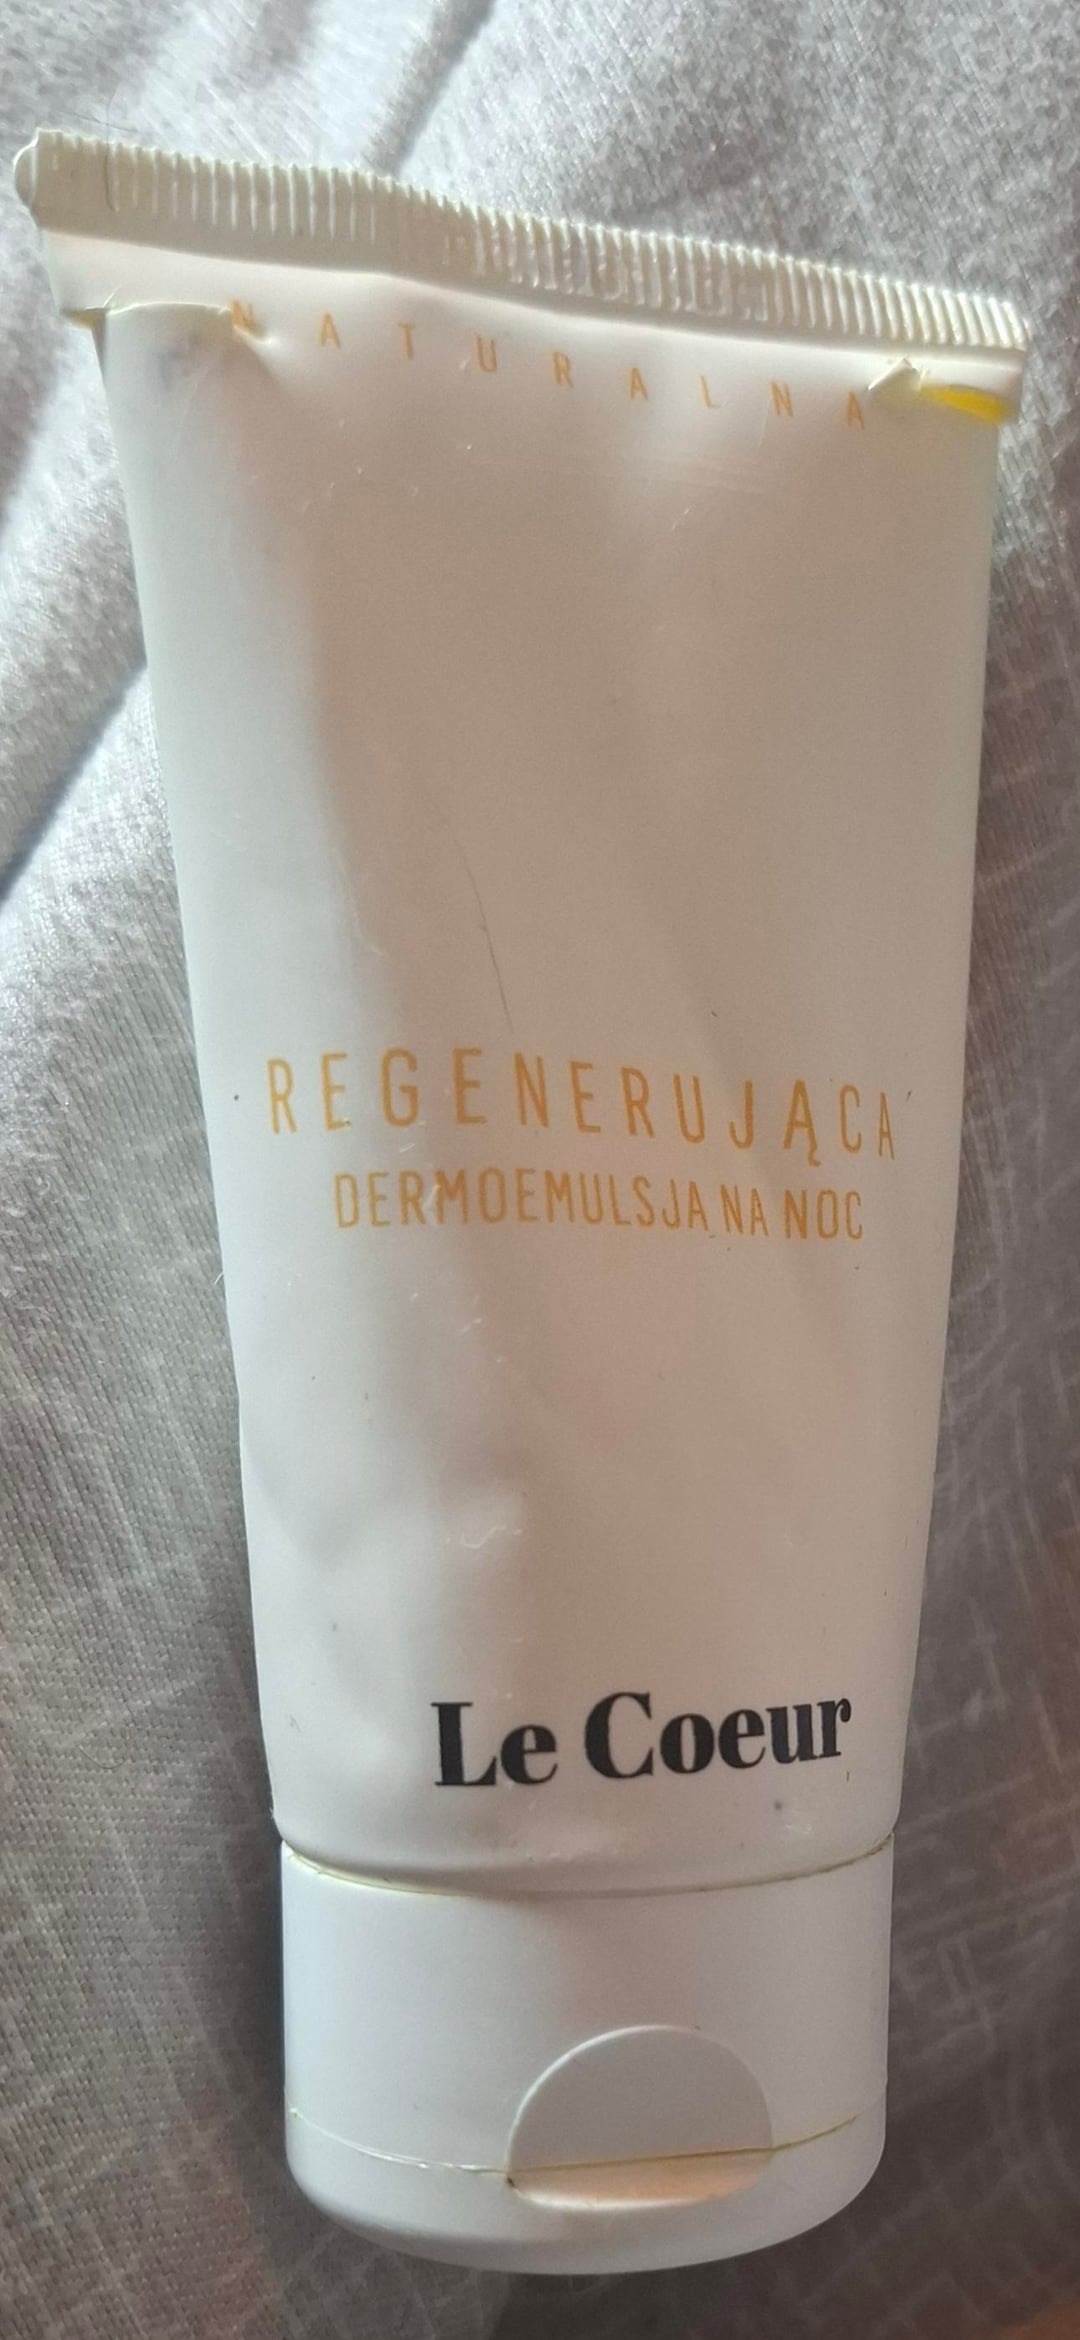 NATURALNA
REGENERUJĄCA
DERMOEMULSJA NA NOC
Le Coeur